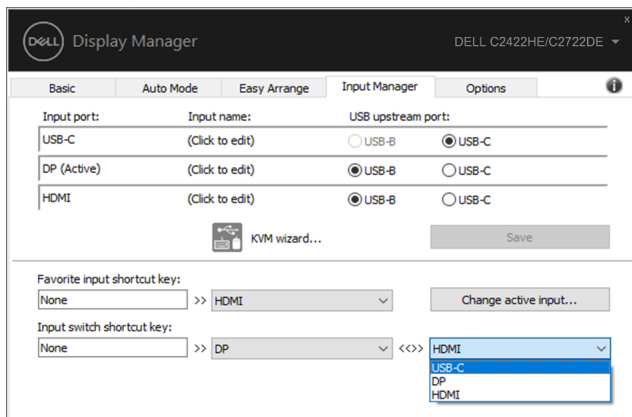 DELL Display Manager DELL C2422HE/C2722DE x
Basic Auto Mode Easy Arrange Input Manager Options i
Input port: Input name: USB upstream port:
USB-C (Click to edit) USB-B USB-C
DP (Active) (Click to edit) USB-B USB-C
HDMI (Click to edit) USB-B USB-C
KVM wizard... Save
Favorite input shortcut key:
None >> HDMI Change active input...
Input switch shortcut key:
None >> DP <<>> HDMI
USB-C
DP
HDMI